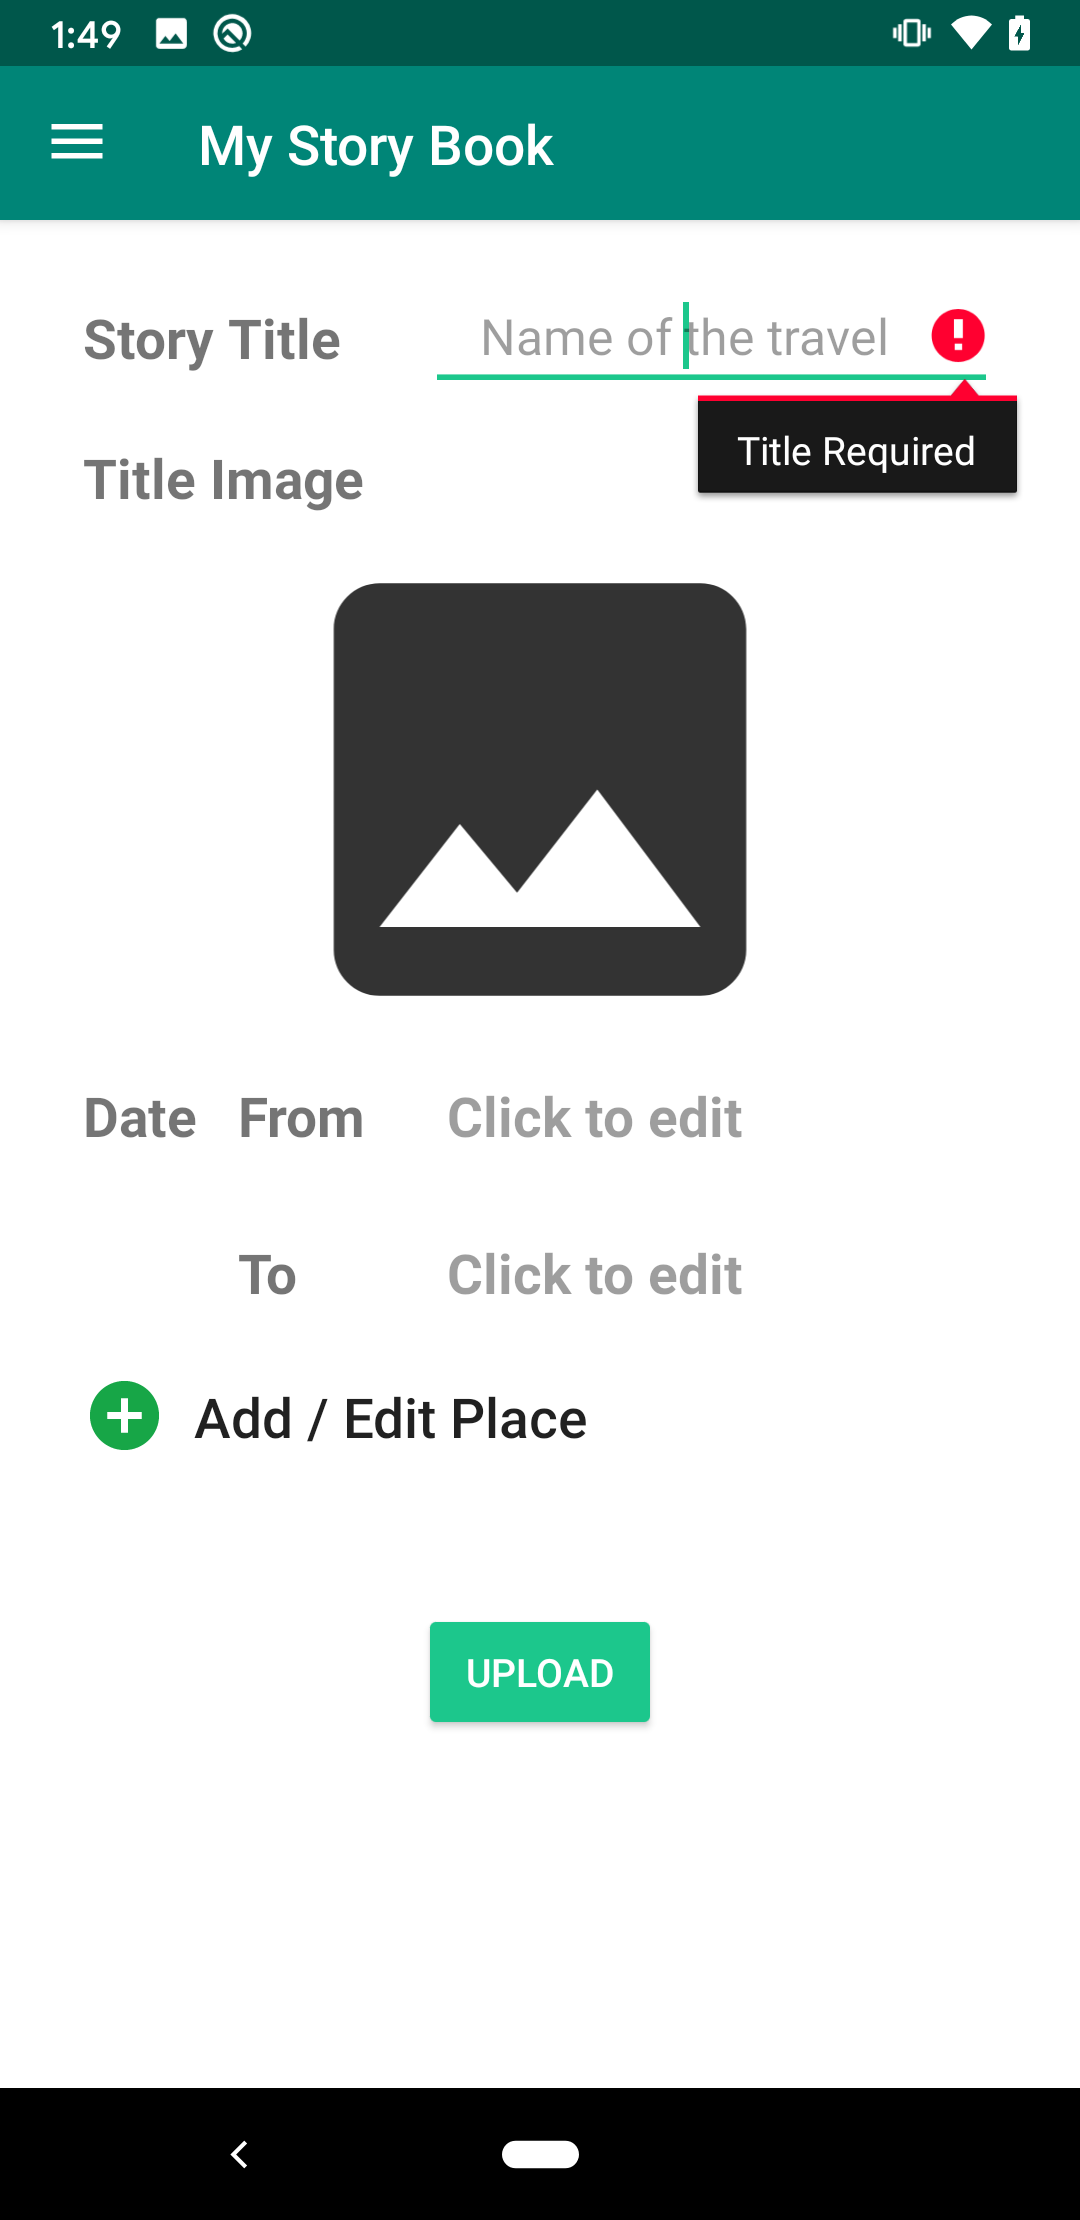 1:49
My Story Book
Story Title Name of the travel
Title Required
Title Image
Date From Click to edit
To Click to edit
Add / Edit Place
UPLOAD